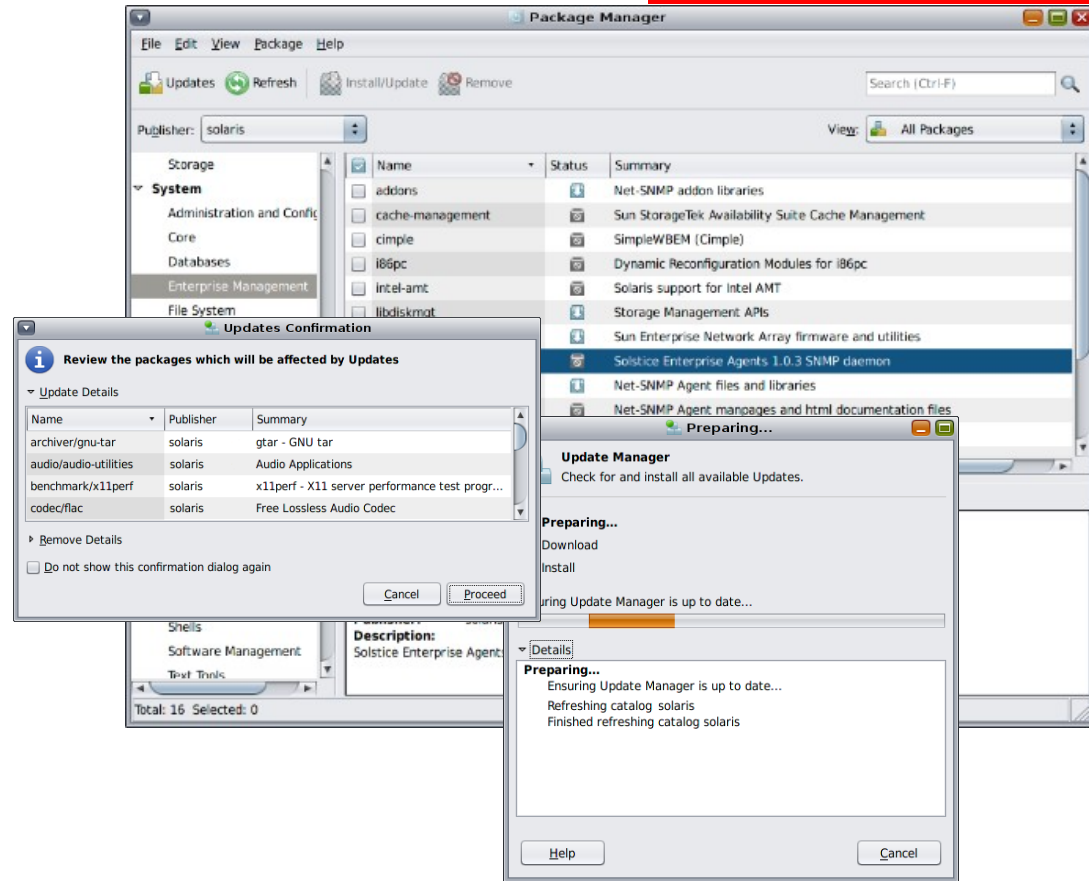 Package Manager
File Edit View Package Help
Updates Refresh Install/Update Remove Search (Ctrl-F)
Publisher: solaris View: All Packages
Storage
System
Administration and Config
Core
Databases
Enterprise Management
File System
Name Status Summary
addons Net-SNMP addon libraries
cache-management Sun StorageTek Availability Suite Cache Management
cimple SimpleWBEM (Cimple)
i86pc Dynamic Reconfiguration Modules for i86pc
intel-amt Solaris support for Intel AMT
libdiskmgt Storage Management APIs
Sun Enterprise Network Array firmware and utilities
Solstice Enterprise Agents 1.0.3 SNMP daemon
Net-SNMP Agent files and libraries
Net-SNMP Agent manpages and html documentation files
Updates Confirmation
Review the packages which will be affected by Updates
Update Details
Name Publisher Summary
archiver/gnu-tar solaris gtar - GNU tar
audio/audio-utilities solaris Audio Applications
benchmark/x11perf solaris x11perf - X11 server performance test progr...
codec/flac solaris Free Lossless Audio Codec
Remove Details
Do not show this confirmation dialog again
Cancel Proceed
Shells
Software Management
Text Tools
Description:
Solstice Enterprise Agents
Total: 16 Selected: 0
Preparing...
Update Manager
Check for and install all available Updates.
Preparing...
Download
Install
uring Update Manager is up to date...
Details
Preparing...
Ensuring Update Manager is up to date...
Refreshing catalog solaris
Finished refreshing catalog solaris
Help Cancel